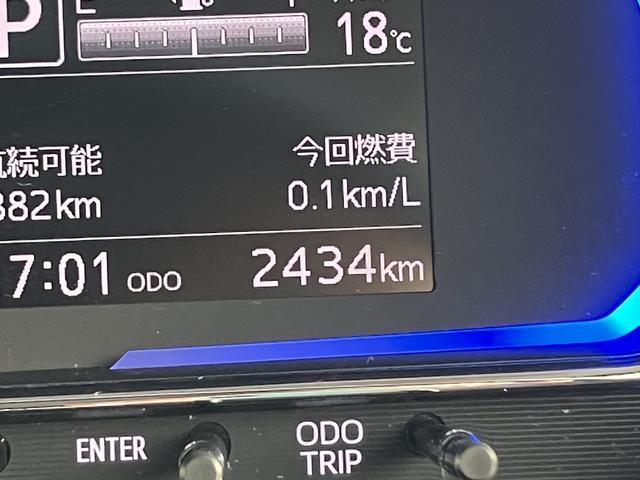 P E F 18℃
続可能 今回燃費
382km 0.1km/L
7:01 ODO 2434km
ENTER ODO
TRIP